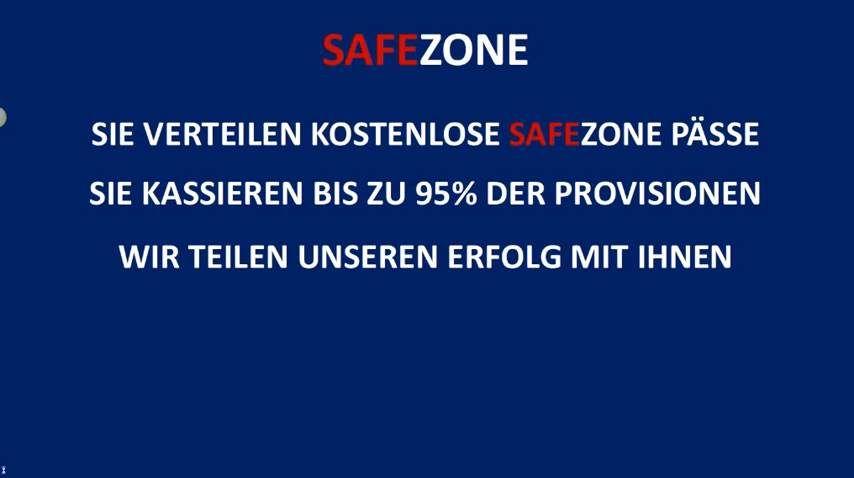 SAFEZONE
SIE VERTEILEN KOSTENLOSE SAFEZONE PÄSSE
SIE KASSIEREN BIS ZU 95% DER PROVISIONEN
WIR TEILEN UNSEREN ERFOLG MIT IHNEN